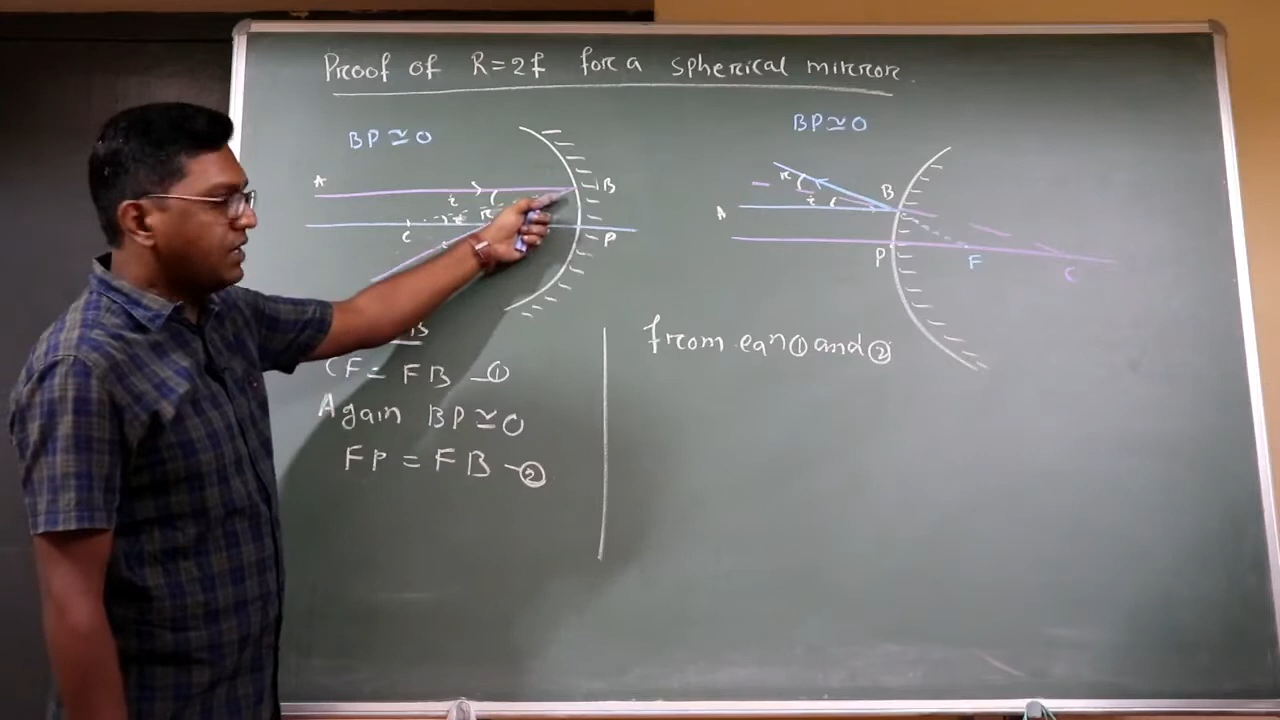 Proof of R=2f for a spherical mirror.
BP≃0
A
i
B
r
C
P
CF = FB —①
Again BP≃0
FP = FB —②
BP≃0
r
i
B
A
P
F
C
from eqn ① and ②